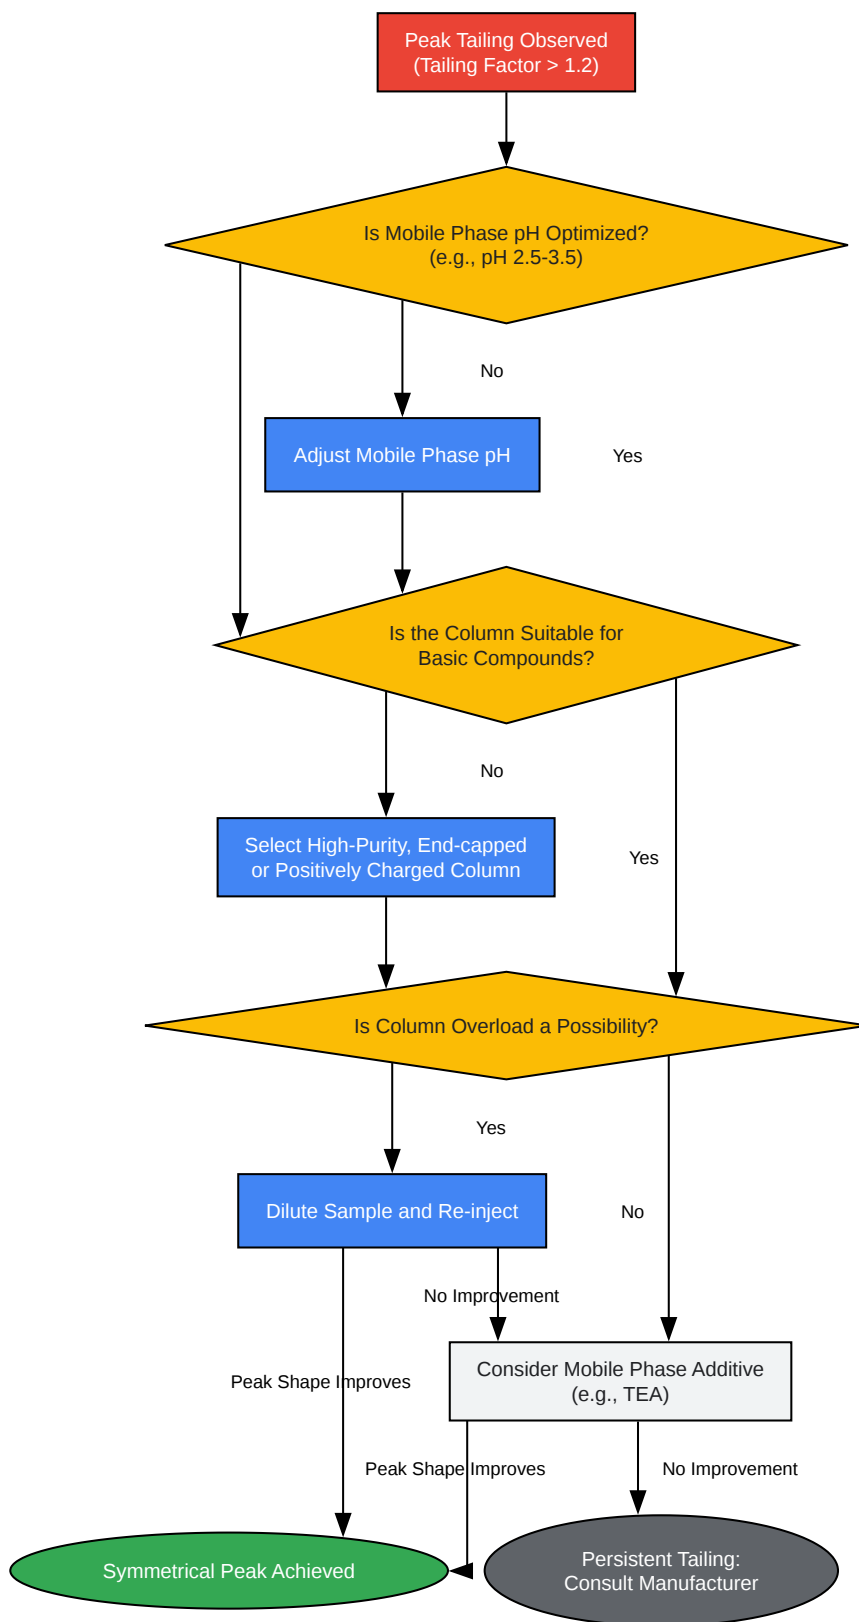 Peak Tailing Observed
(Tailing Factor > 1.2)
Is Mobile Phase pH Optimized?
(e.g., pH 2.5-3.5)
No
Adjust Mobile Phase pH
Yes
Is the Column Suitable for
Basic Compounds?
No
Select High-Purity, End-capped
or Positively Charged Column
Yes
Is Column Overload a Possibility?
Yes
Dilute Sample and Re-inject
No
No Improvement
Consider Mobile Phase Additive
(e.g., TEA)
Peak Shape Improves
Peak Shape Improves
No Improvement
Symmetrical Peak Achieved
Persistent Tailing:
Consult Manufacturer